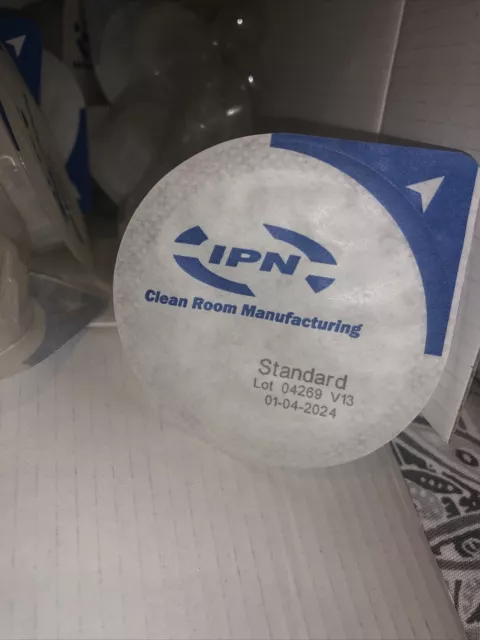 IPN
Clean Room Manufacturing
Standard
Lot 04269 V13
01-04-2024